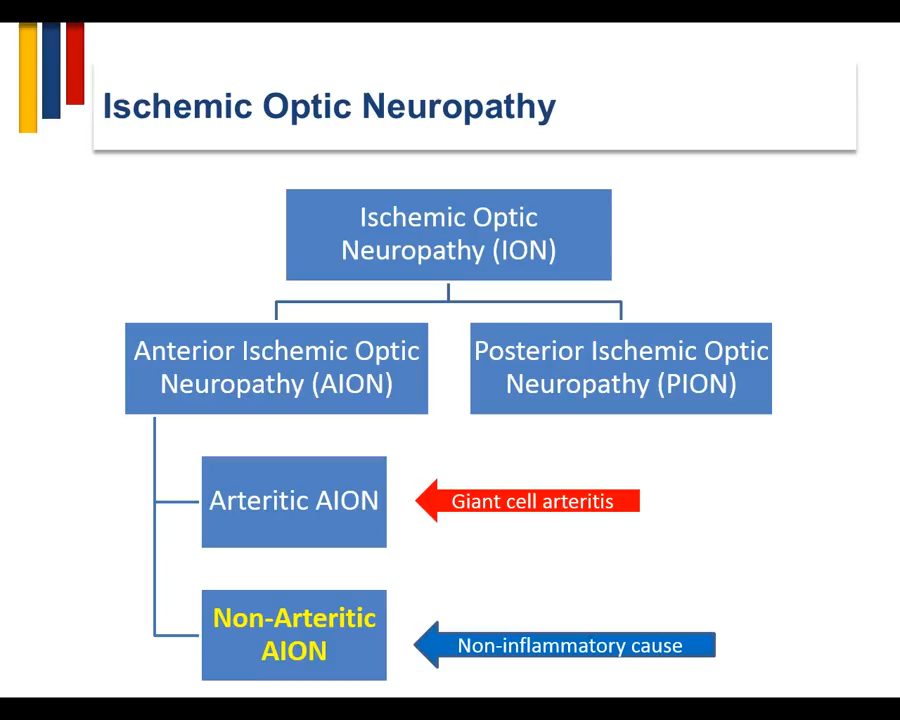 Ischemic Optic Neuropathy
Ischemic Optic
Neuropathy (ION)
Anterior Ischemic Optic
Neuropathy (AION)
Posterior Ischemic Optic
Neuropathy (PION)
Arteritic AION
Giant cell arteritis
Non-Arteritic
AION
Non-inflammatory cause